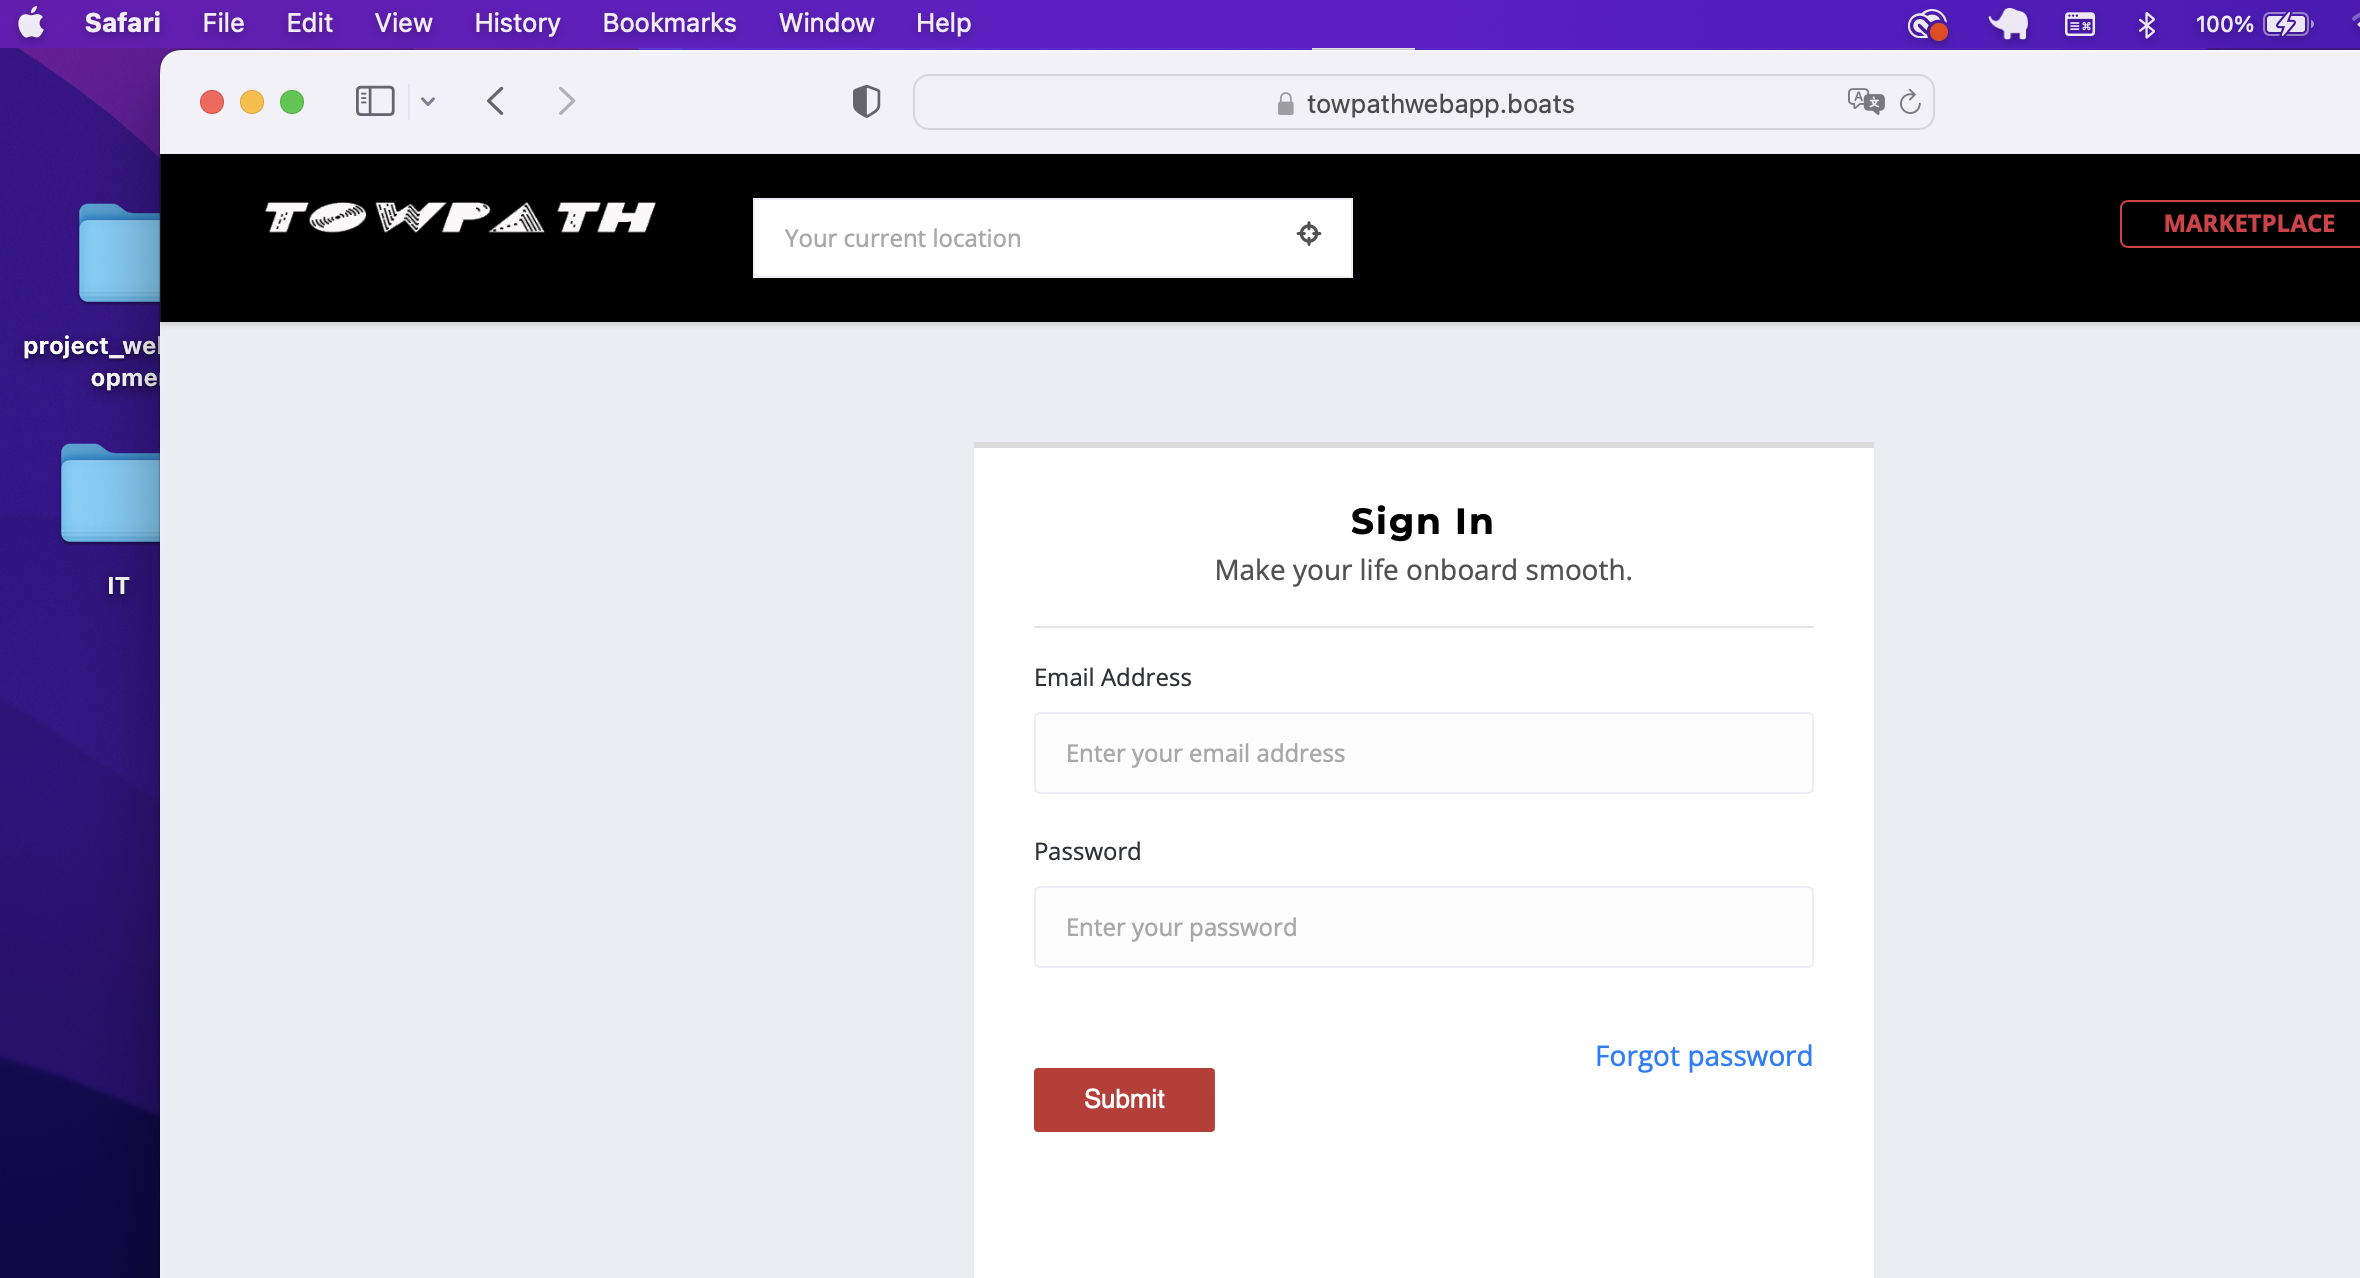 Safari File Edit View History Bookmarks Window Help 100%
towpathwebapp.boats
TOWPATH
Your current location
MARKETPLACE
project_we
opme
IT
Sign In
Make your life onboard smooth.
Email Address
Enter your email address
Password
Enter your password
Forgot password
Submit